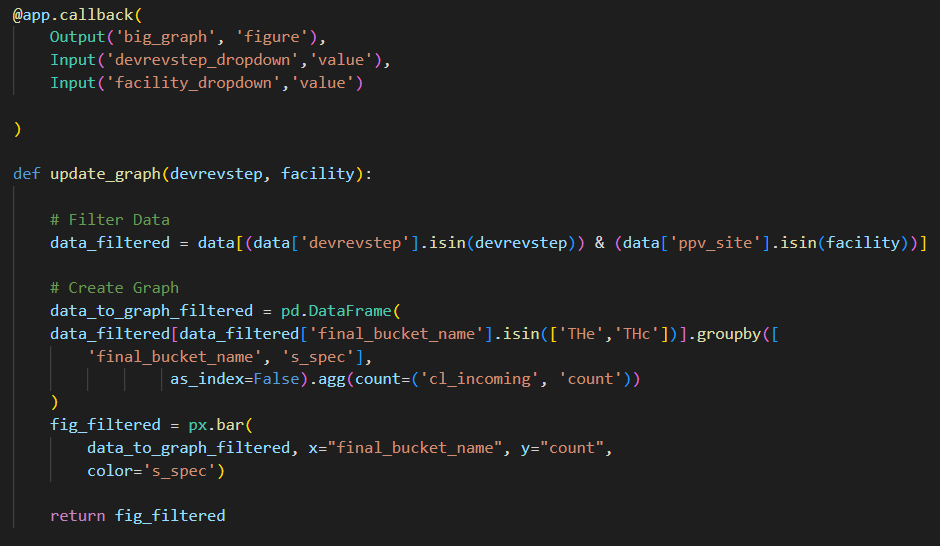 @app.callback(
    Output('big_graph', 'figure'),
    Input('devrevstep_dropdown','value'),
    Input('facility_dropdown','value')
)
def update_graph(devrevstep, facility):
    # Filter Data
    data_filtered = data[(data['devrevstep'].isin(devrevstep)) & (data['ppv_site'].isin(facility))]
    # Create Graph
    data_to_graph_filtered = pd.DataFrame(
    data_filtered[data_filtered['final_bucket_name'].isin(['THe','THc'])].groupby([
        'final_bucket_name', 's_spec'],
                as_index=False).agg(count=('cl_incoming', 'count'))
    )
    fig_filtered = px.bar(
        data_to_graph_filtered, x="final_bucket_name", y="count",
        color='s_spec')
    return fig_filtered